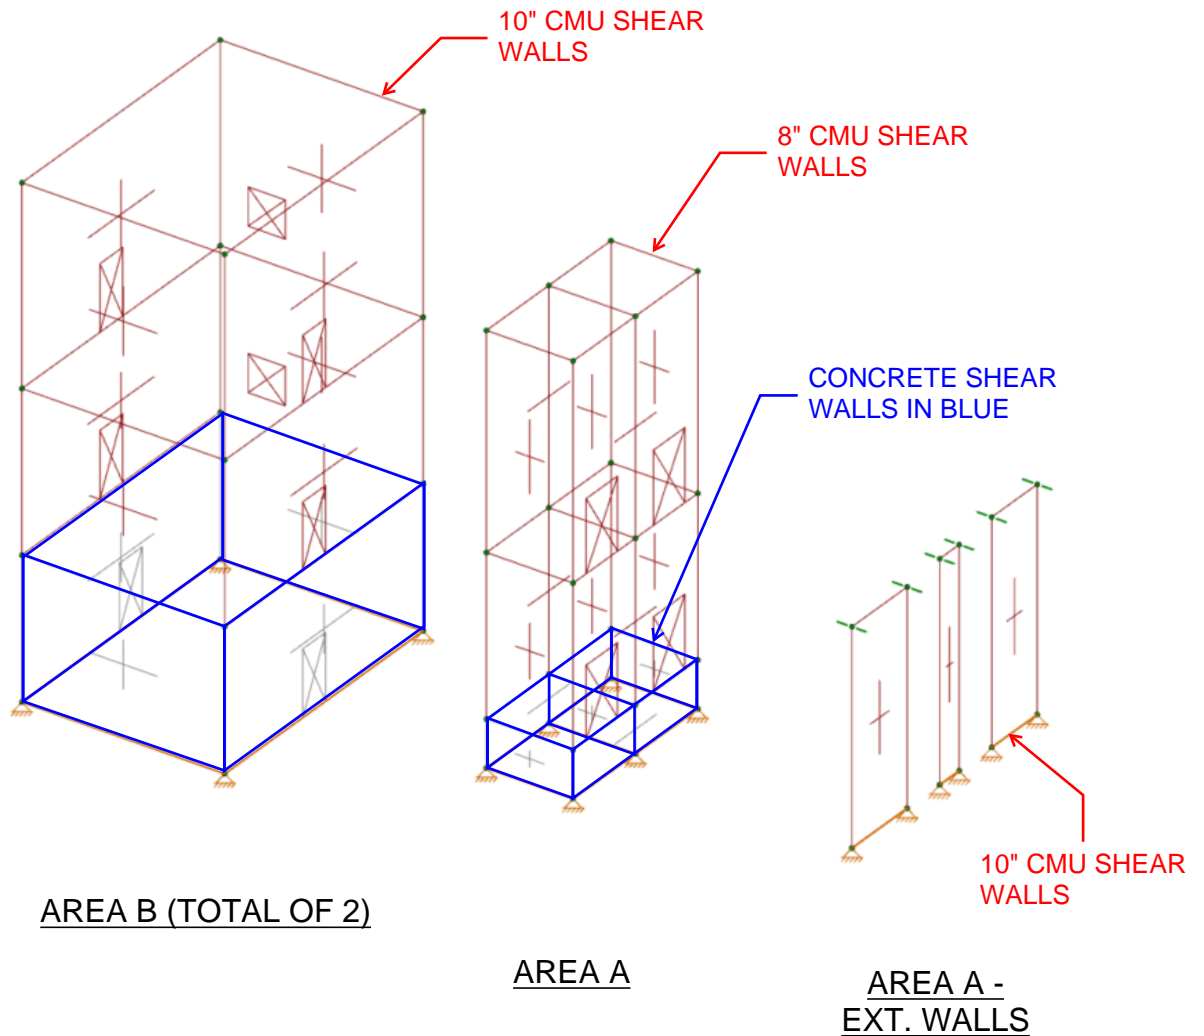 10" CMU SHEAR
WALLS
8" CMU SHEAR
WALLS
CONCRETE SHEAR
WALLS IN BLUE
10" CMU SHEAR
WALLS
AREA B (TOTAL OF 2)
AREA A
AREA A -
EXT. WALLS